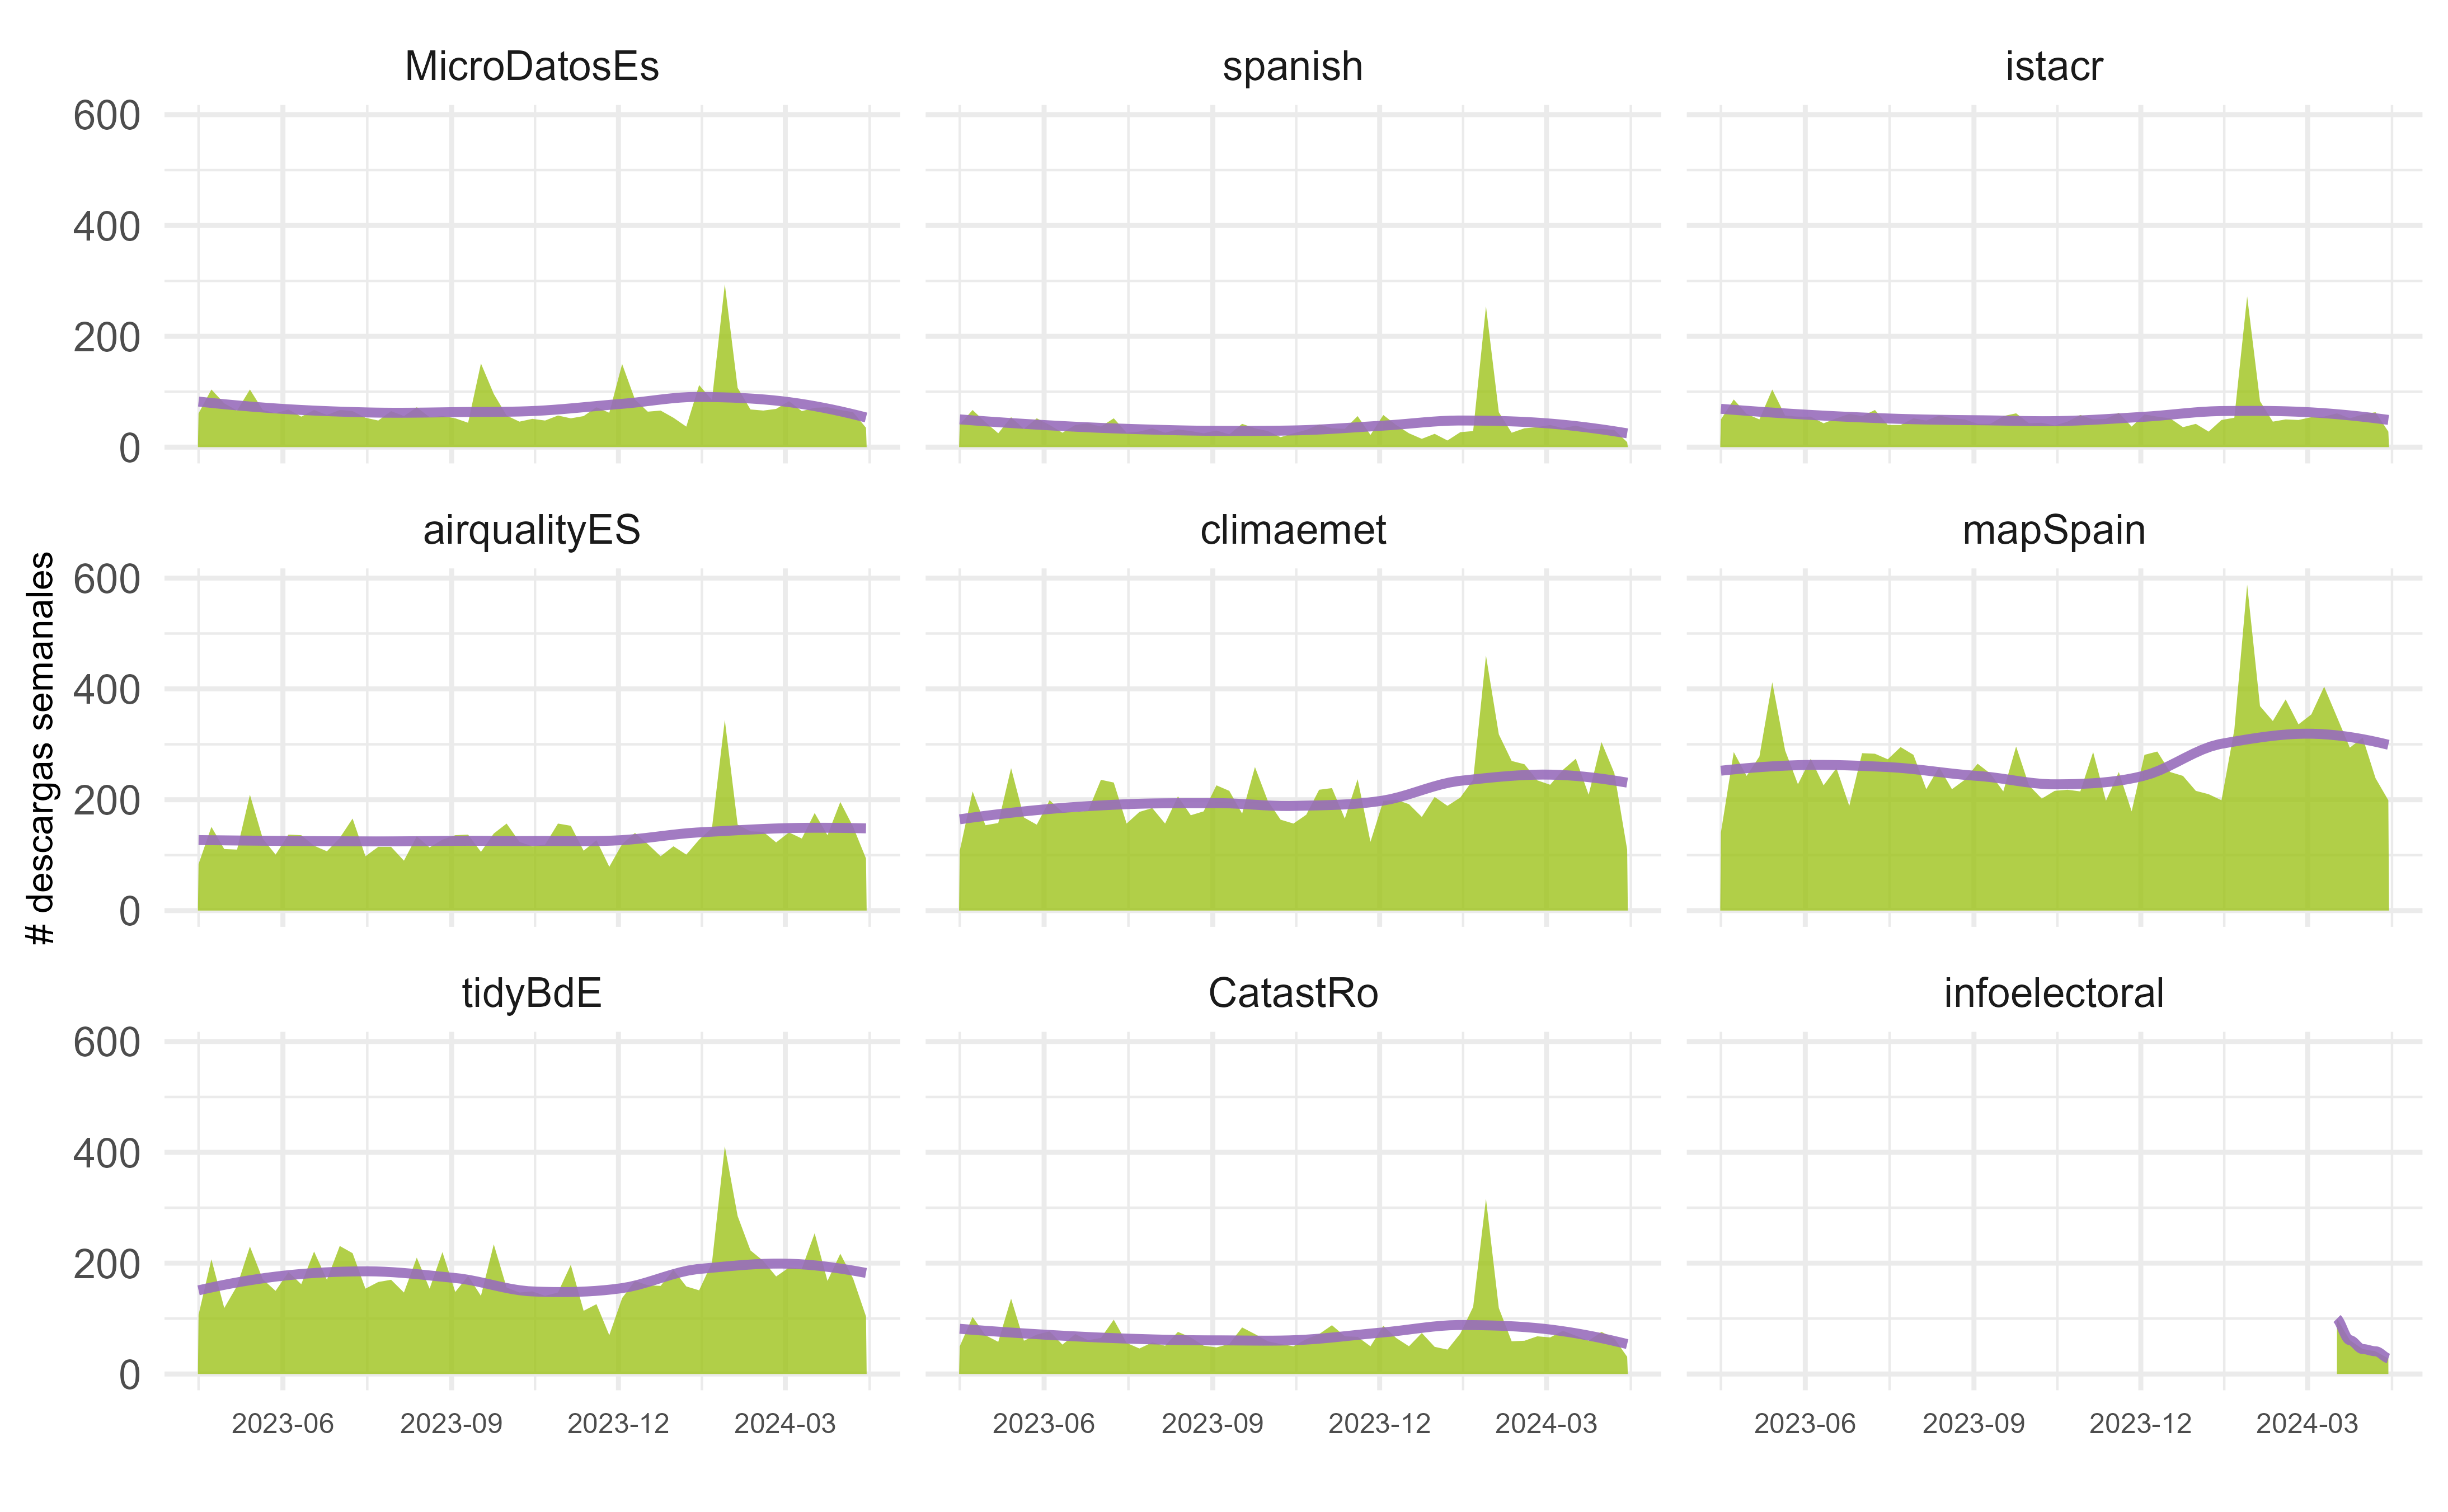 MicroDatosEs spanish istacr
600
400
200
0
airqualityES climaemet mapSpain
600
400
200
0
# descargas semanales
tidyBdE CatastRo infoelectoral
600
400
200
0
2023-06 2023-09 2023-12 2024-03 2023-06 2023-09 2023-12 2024-03 2023-06 2023-09 2023-12 2024-03